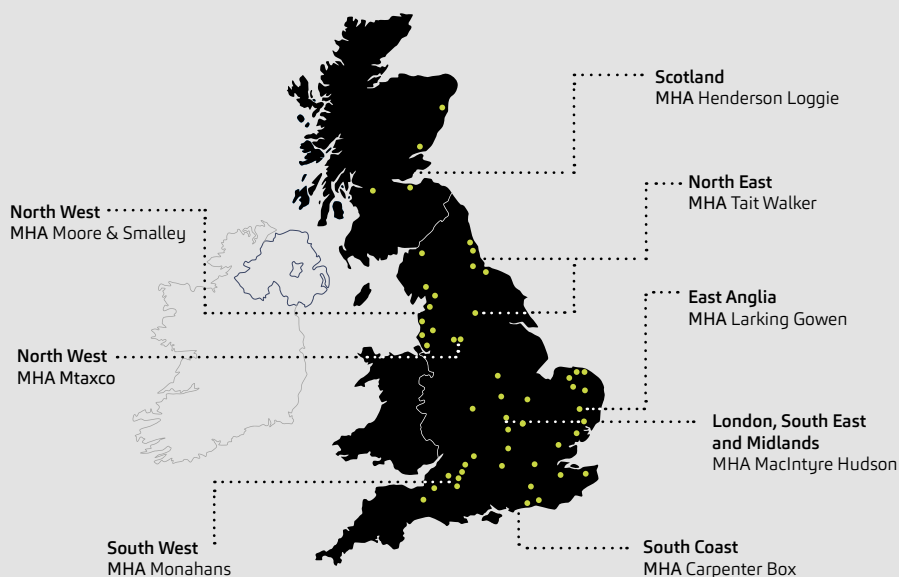 Scotland
MHA Henderson Loggie
North East
MHA Tait Walker
North West
MHA Moore & Smalley
East Anglia
MHA Larking Gowen
North West
MHA Mtaxco
London, South East
and Midlands
MHA MacIntyre Hudson
South West
MHA Monahans
South Coast
MHA Carpenter Box